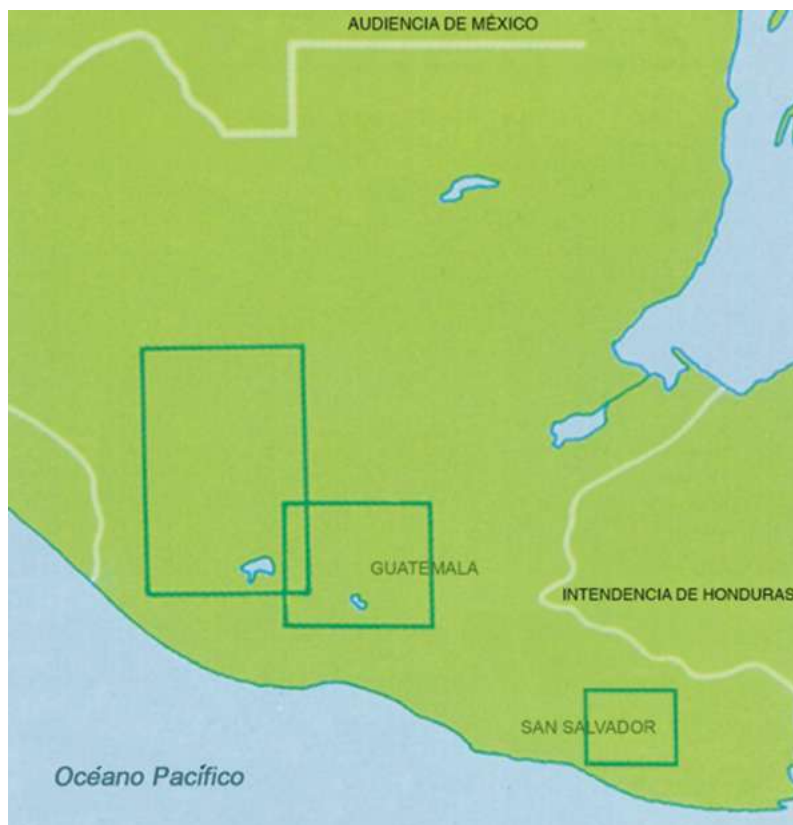 AUDIENCIA DE MÉXICO
GUATEMALA
INTENDENCIA DE HONDURAS
SAN SALVADOR
Océano Pacífico